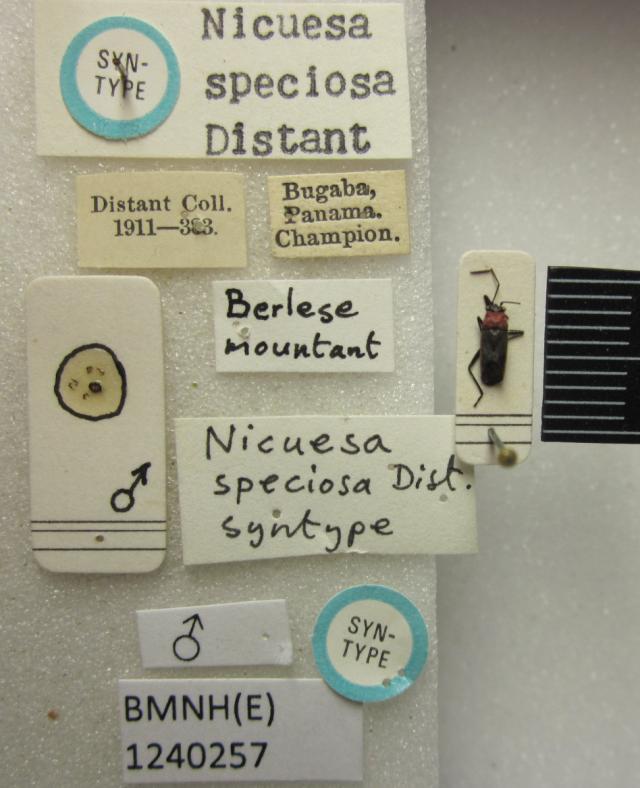 SYN-
TYPE
Nicuesa
speciosa
Distant
Distant Coll.
1911—383.
Bugaba,
Panama.
Champion.
Berlese
mountant
♂
Nicuesa
speciosa Dist.
syntype
♂
SYN-
TYPE
BMNH(E)
1240257